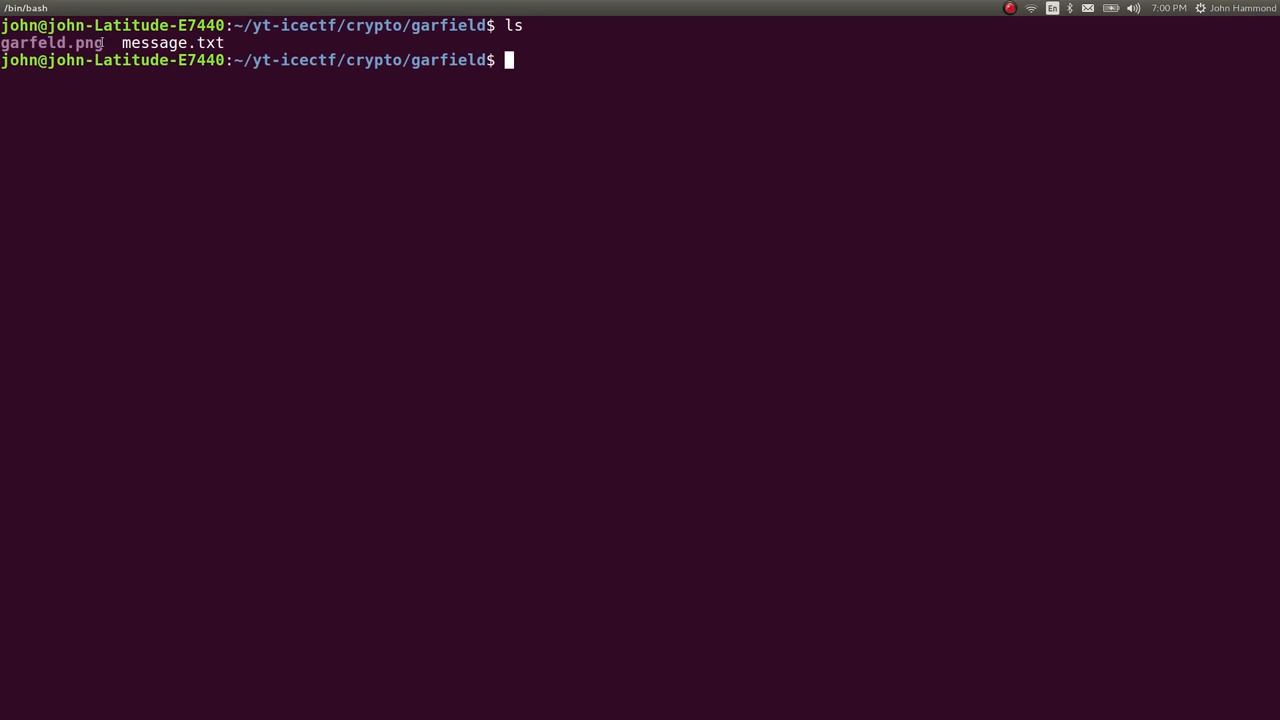 /bin/bash
En
7:00 PM
John Hammond
john@john-Latitude-E7440:~/yt-icectf/crypto/garfield$ ls
garfeld.png  message.txt
john@john-Latitude-E7440:~/yt-icectf/crypto/garfield$